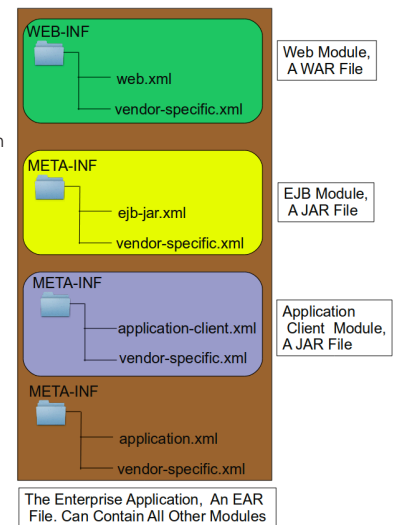 WEB-INF
web.xml
vendor-specific.xml
Web Module,
A WAR File
n
META-INF
ejb-jar.xml
vendor-specific.xml
EJB Module,
A JAR File
META-INF
application-client.xml
vendor-specific.xml
Application
Client Module,
A JAR File
META-INF
application.xml
vendor-specific.xml
The Enterprise Application, An EAR
File. Can Contain All Other Modules